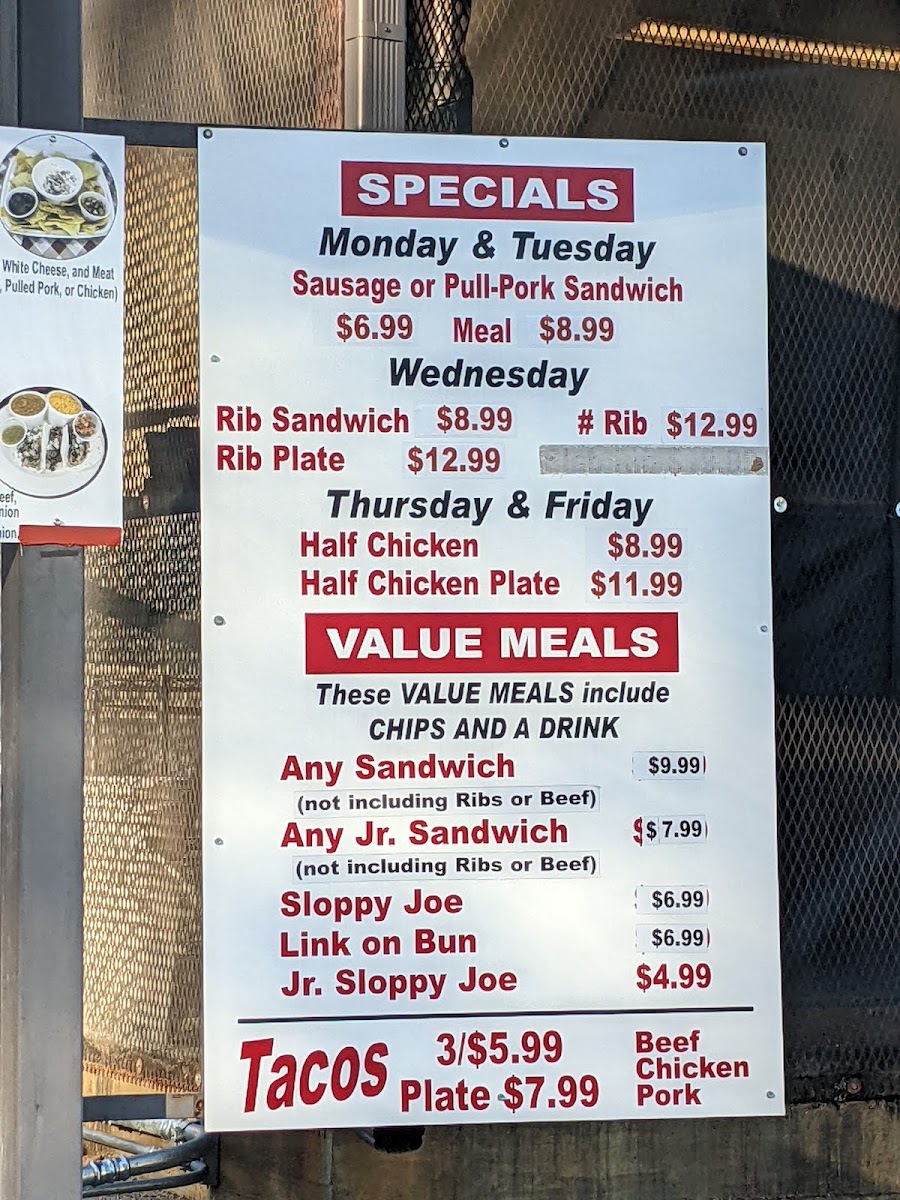 White Cheese, and Meat
, Pulled Pork, or Chicken)
SPECIALS
Monday & Tuesday
Sausage or Pull-Pork Sandwich
$6.99 Meal $8.99
Wednesday
Rib Sandwich $8.99 # Rib $12.99
Rib Plate $12.99
Thursday & Friday
Half Chicken $8.99
Half Chicken Plate $11.99
VALUE MEALS
These VALUE MEALS include
CHIPS AND A DRINK
Any Sandwich $9.99
(not including Ribs or Beef)
Any Jr. Sandwich $$7.99
(not including Ribs or Beef)
Sloppy Joe $6.99
Link on Bun $6.99
Jr. Sloppy Joe $4.99
Tacos
3/$5.99
Plate $7.99
Beef
Chicken
Pork